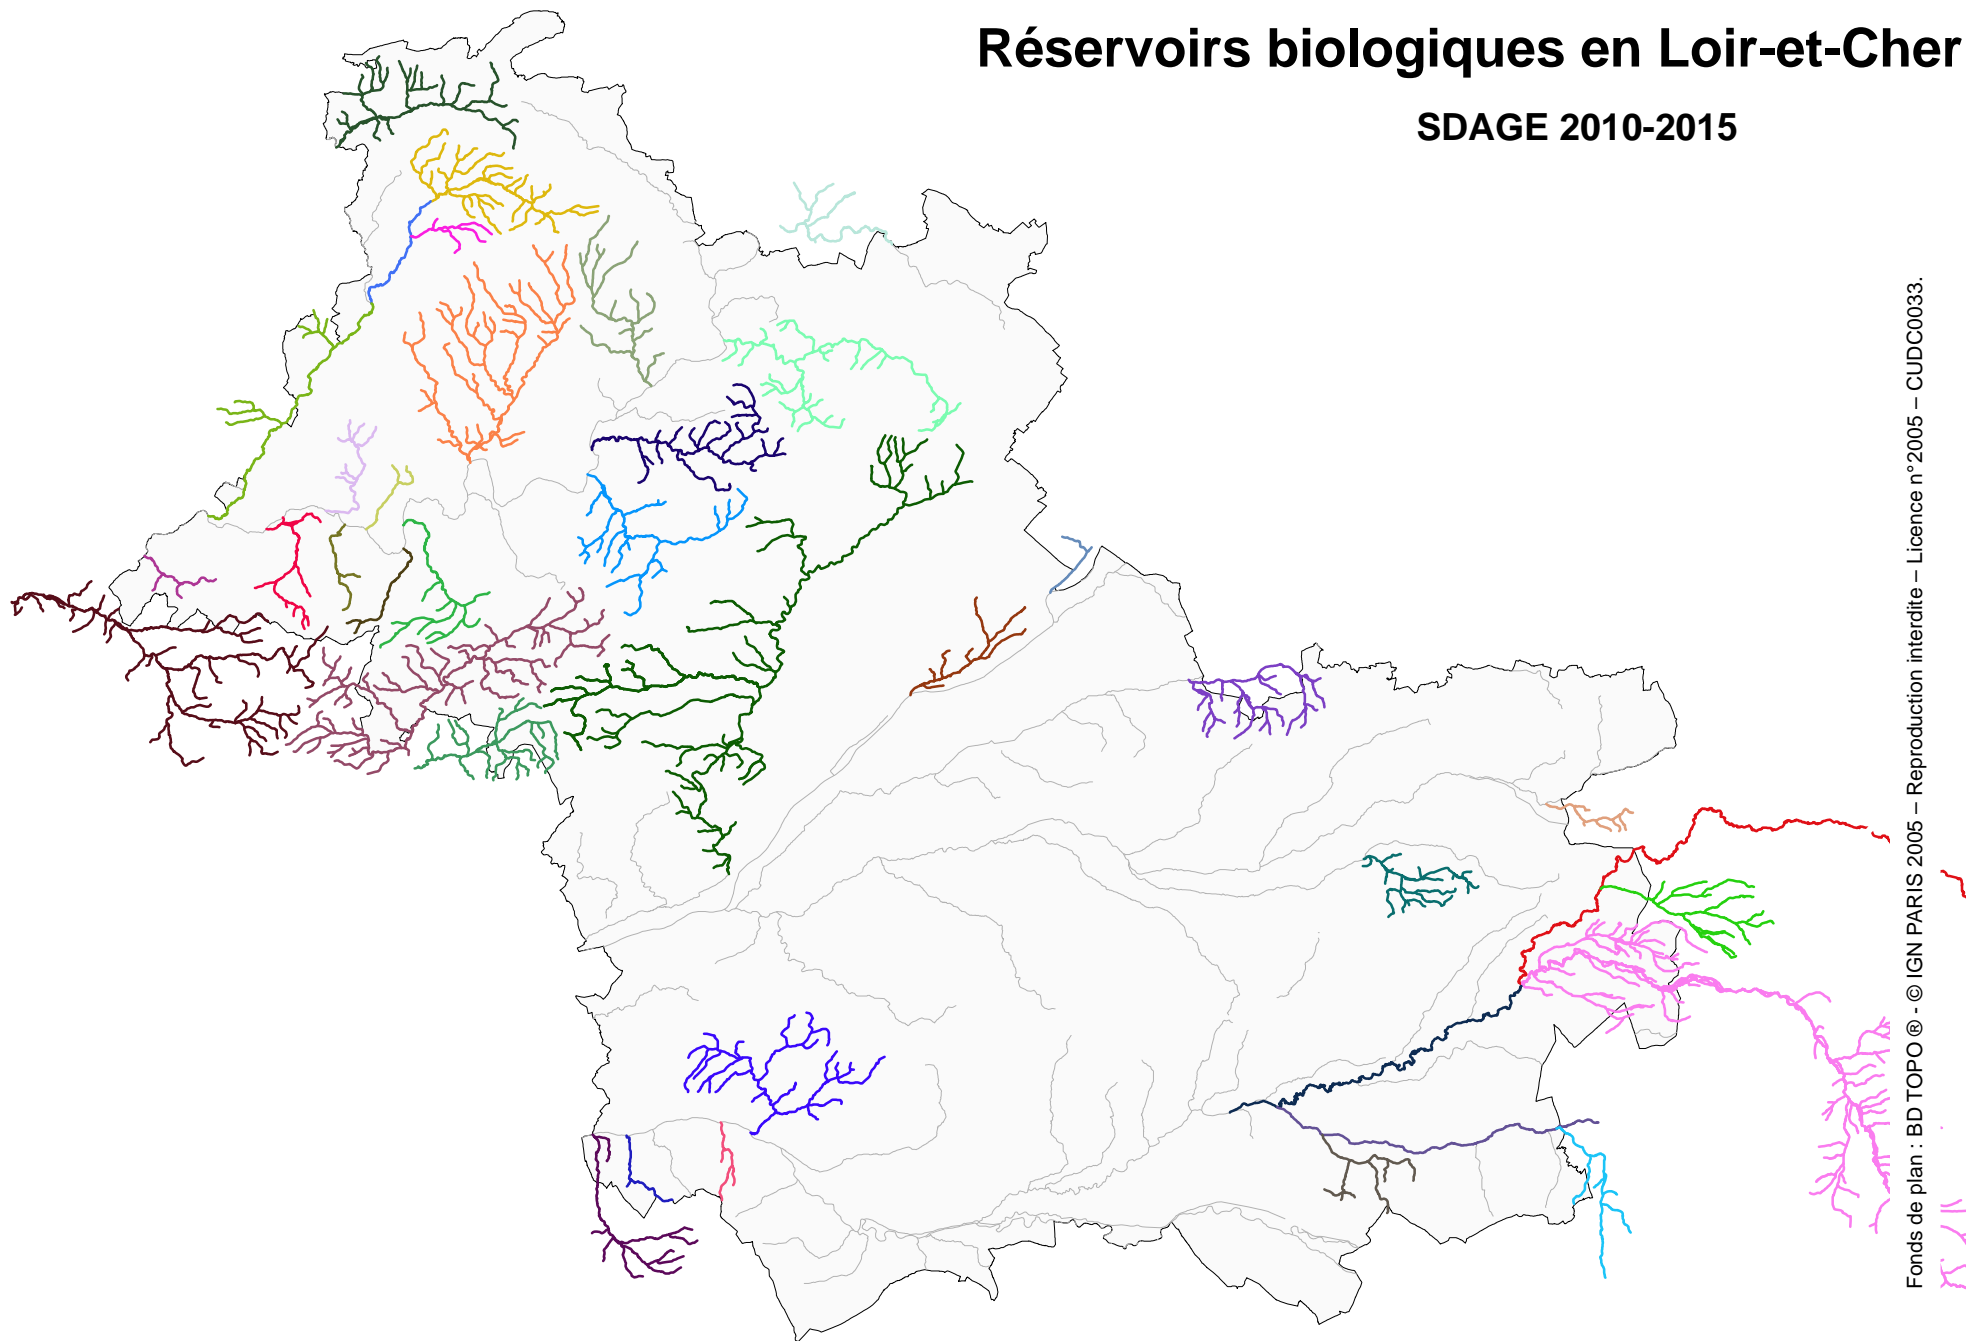 Réservoirs biologiques en Loir-et-Cher
SDAGE 2010-2015
Fonds de plan : BD TOPO ® - © IGN PARIS 2005 – Reproduction interdite – Licence n°2005 – CUDC0033.